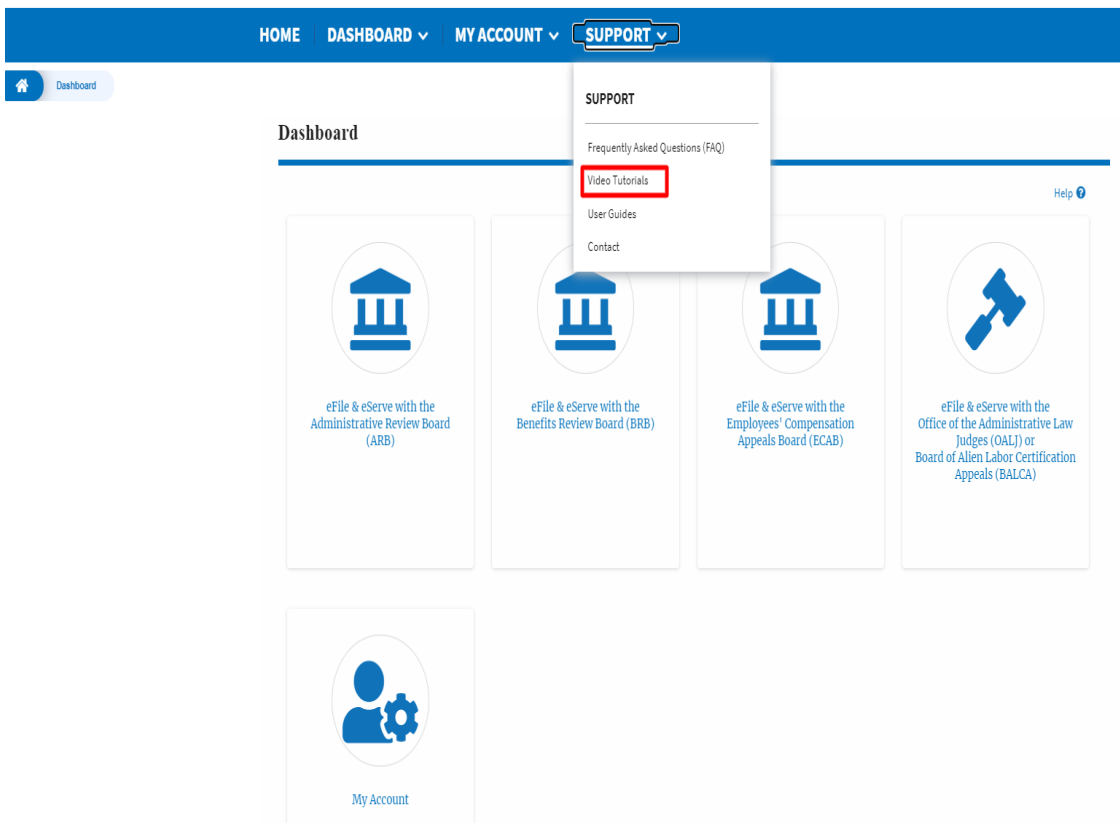 HOME DASHBOARD MY ACCOUNT SUPPORT
Dashboard
SUPPORT
Frequently Asked Questions (FAQ)
Video Tutorials
User Guides
Contact
Dashboard
Help
eFile & eServe with the
Administrative Review Board
(ARB)
eFile & eServe with the
Benefits Review Board (BRB)
eFile & eServe with the
Employees' Compensation
Appeals Board (ECAB)
eFile & eServe with the
Office of the Administrative Law
Judges (OALJ) or
Board of Alien Labor Certification
Appeals (BALCA)
My Account